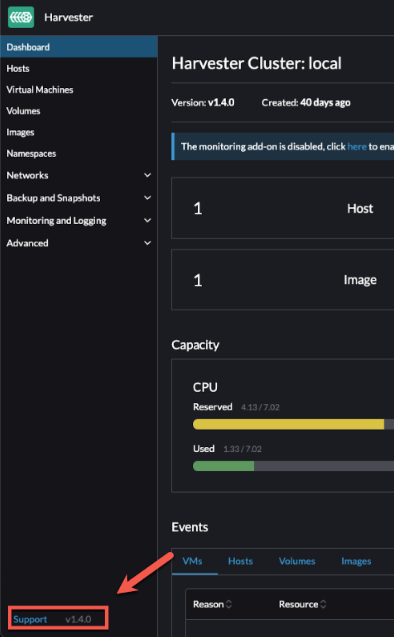 Harvester
Dashboard
Hosts
Virtual Machines
Volumes
Images
Namespaces
Networks
Backup and Snapshots
Monitoring and Logging
Advanced
Support v1.4.0
Harvester Cluster: local
Version: v1.4.0 Created: 40 days ago
The monitoring add-on is disabled, click here to ena
1 Host
1 Image
Capacity
CPU
Reserved 4.13 / 7.02
Used 1.33 / 7.02
Events
VMs Hosts Volumes Images
Reason Resource